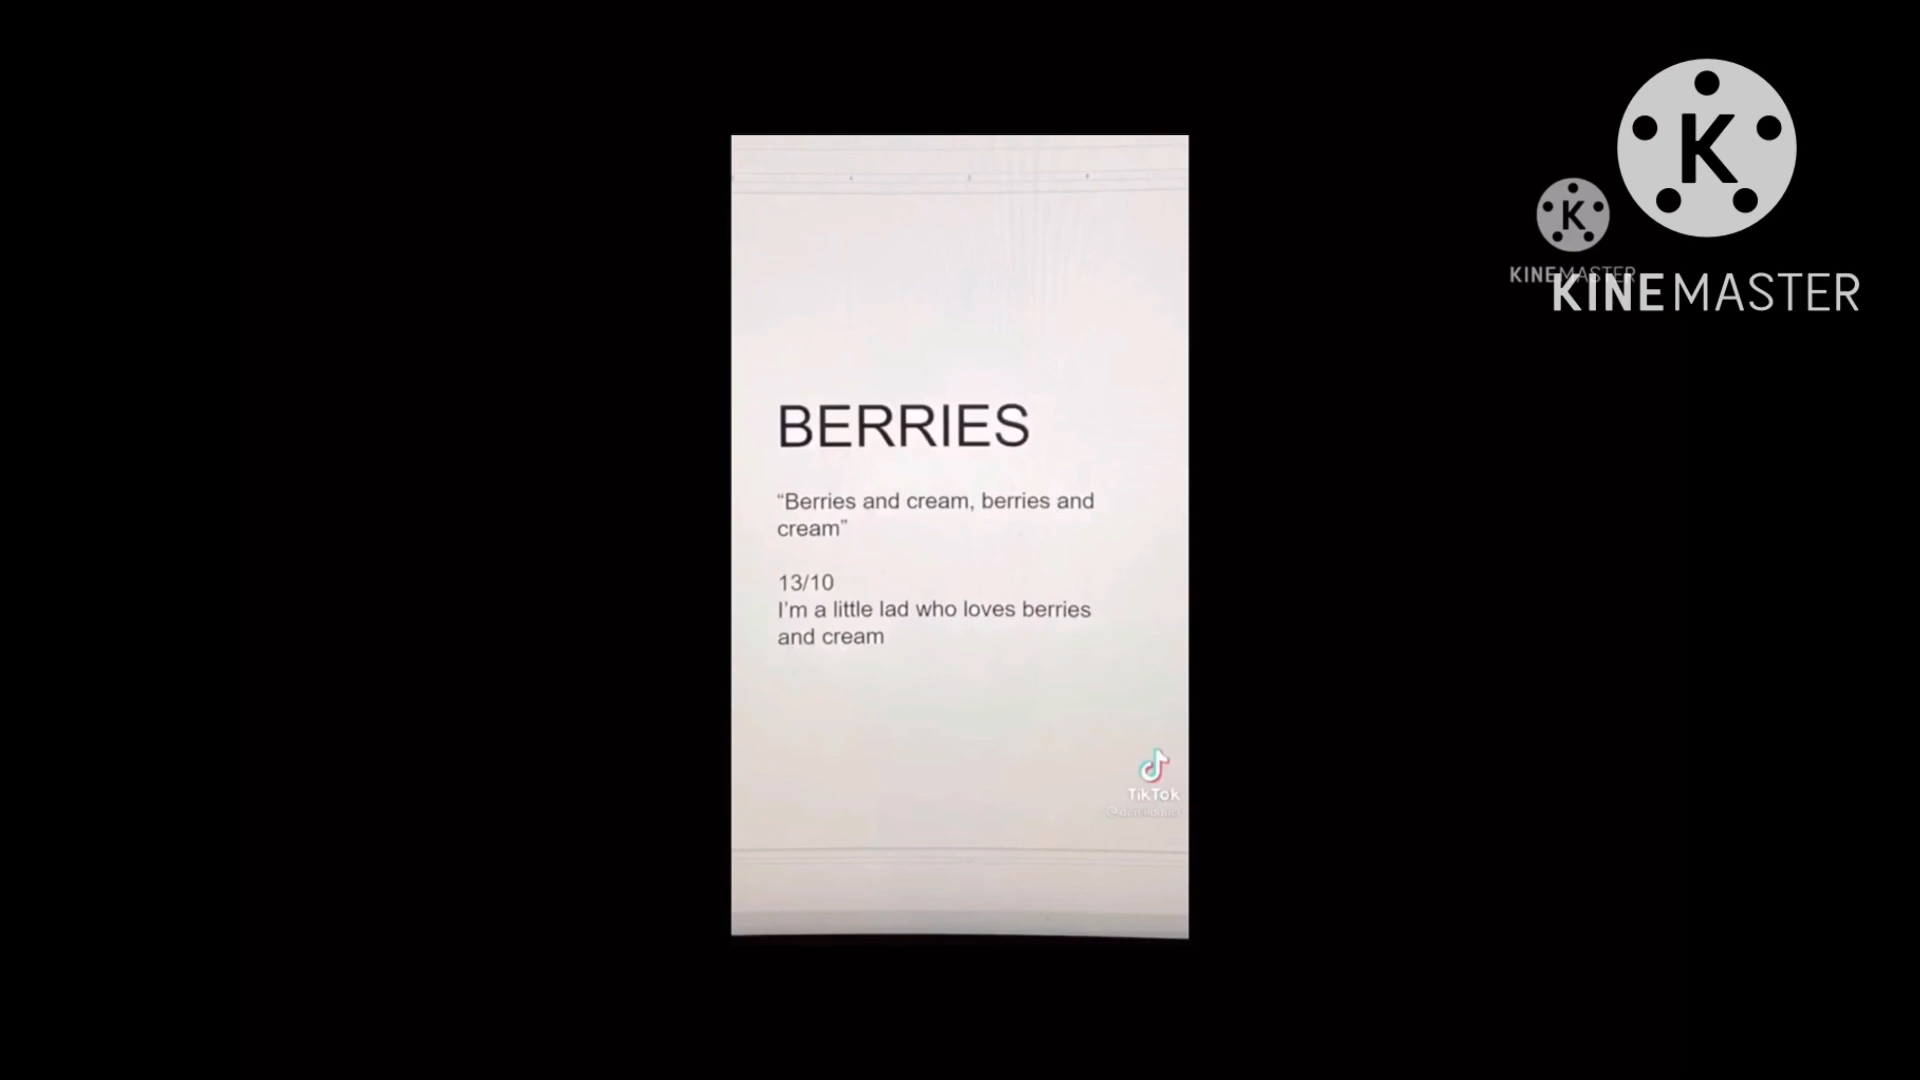 BERRIES
“Berries and cream, berries and
cream”
13/10
I'm a little lad who loves berries
and cream
TikTok
K
KINEMASTER
K
KINEMASTER